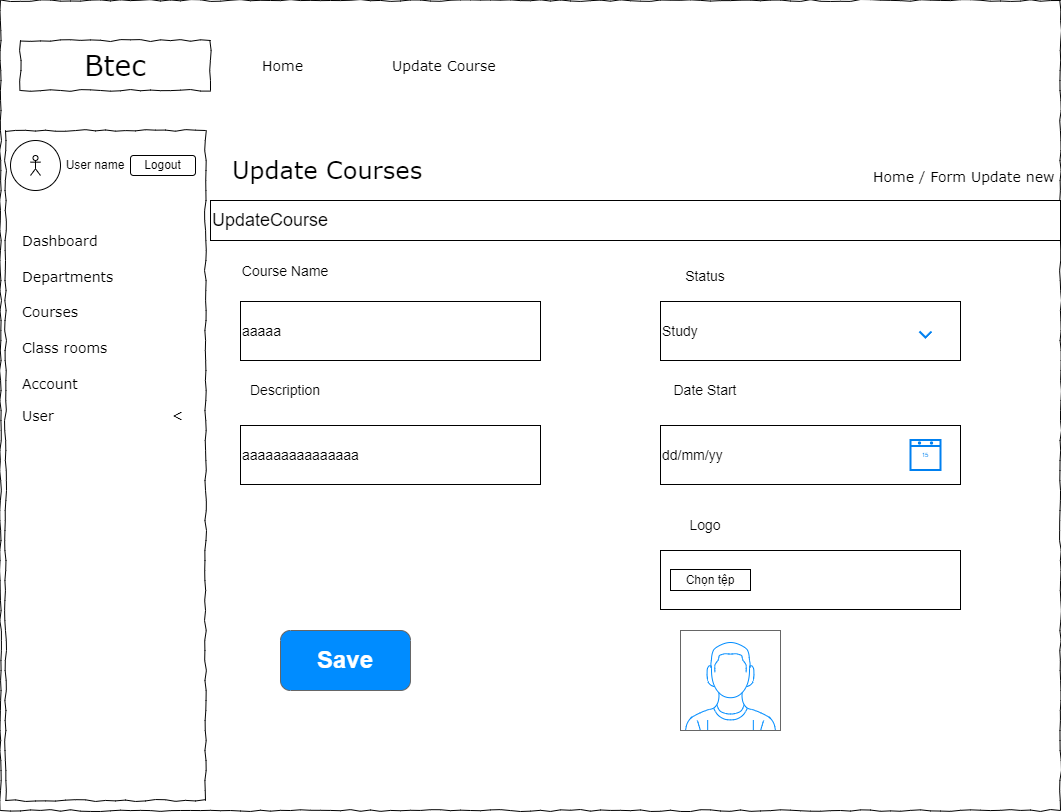 Btec
Home
Update Course
User name
Logout
Update Courses
Home / Form Update new
UpdateCourse
Dashboard
Departments
Courses
Class rooms
Account
User <
Course Name
Status
aaaaa
Study
Description
Date Start
aaaaaaaaaaaaaaa
dd/mm/yy
15
Logo
Chọn tệp
Save